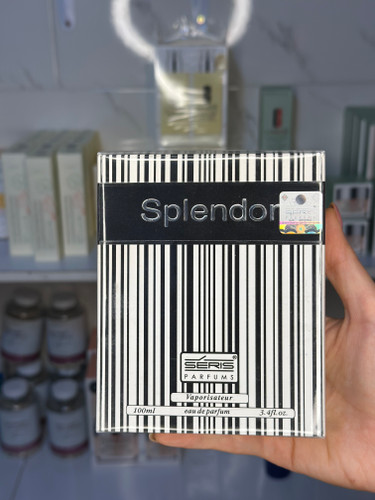 Splendor
SERIS®
PARFUMS
Vaporisateur
100ml eau de parfum 3.4fl.oz.